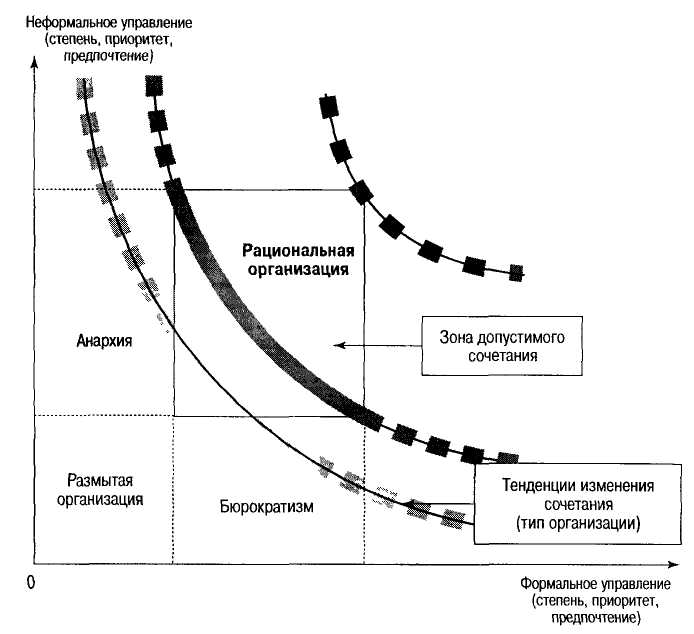 Неформальное управление
(степень, приоритет,
предпочтение)
Рациональная
организация
Анархия
Зона допустимого
сочетания
Размытая
организация
Бюрократизм
Тенденции изменения
сочетания
(тип организации)
0
Формальное управление
(степень, приоритет,
предпочтение)